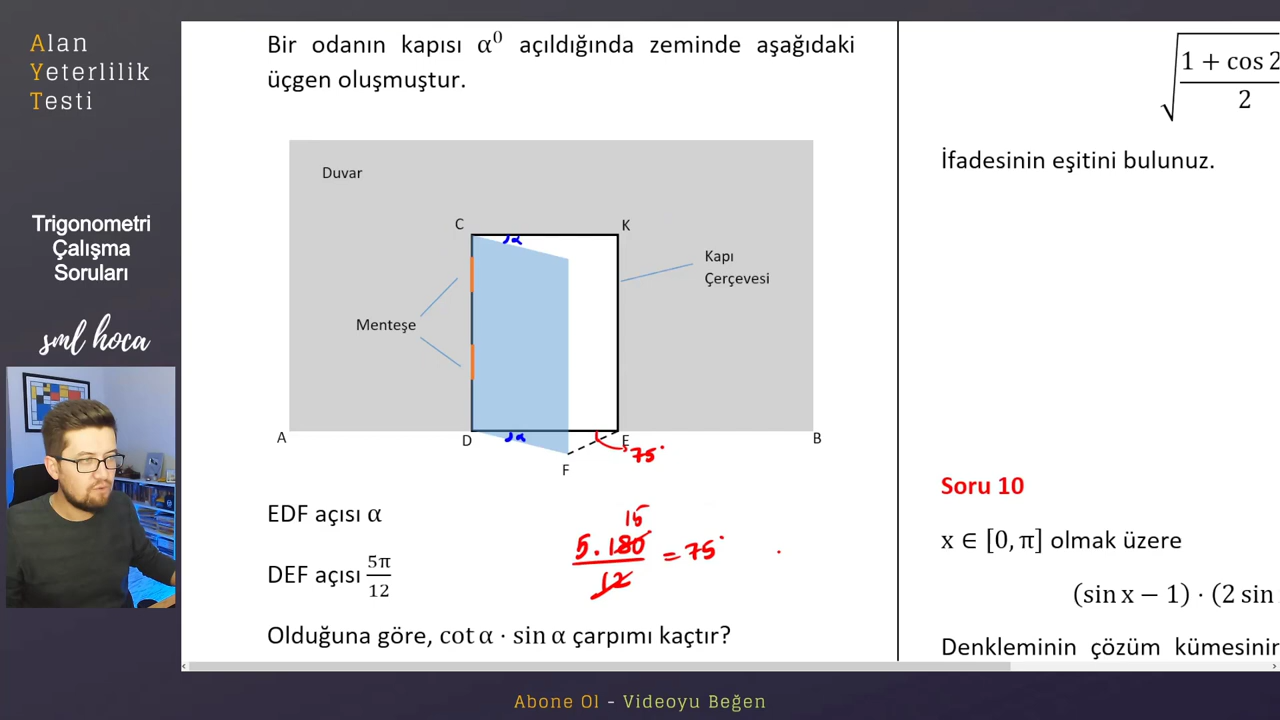 Alan
Yeterlilik
Testi
Trigonometri
Çalışma
Soruları
sml hoca
Bir odanın kapısı α⁰ açıldığında zeminde aşağıdaki
üçgen oluşmuştur.
Duvar
C
α
K
Kapı
Çerçevesi
Menteşe
A
D
α
E
B
75°
F
EDF açısı α
DEF açısı 5π/12
15
5.180/12 = 75°
Olduğuna göre, cot α · sin α çarpımı kaçtır?
√((1 + cos 2)/2)
İfadesinin eşitini bulunuz.
Soru 10
x ∈ [0, π] olmak üzere
(sin x − 1) · (2 sin
Denkleminin çözüm kümesinin
Abone Ol - Videoyu Beğen